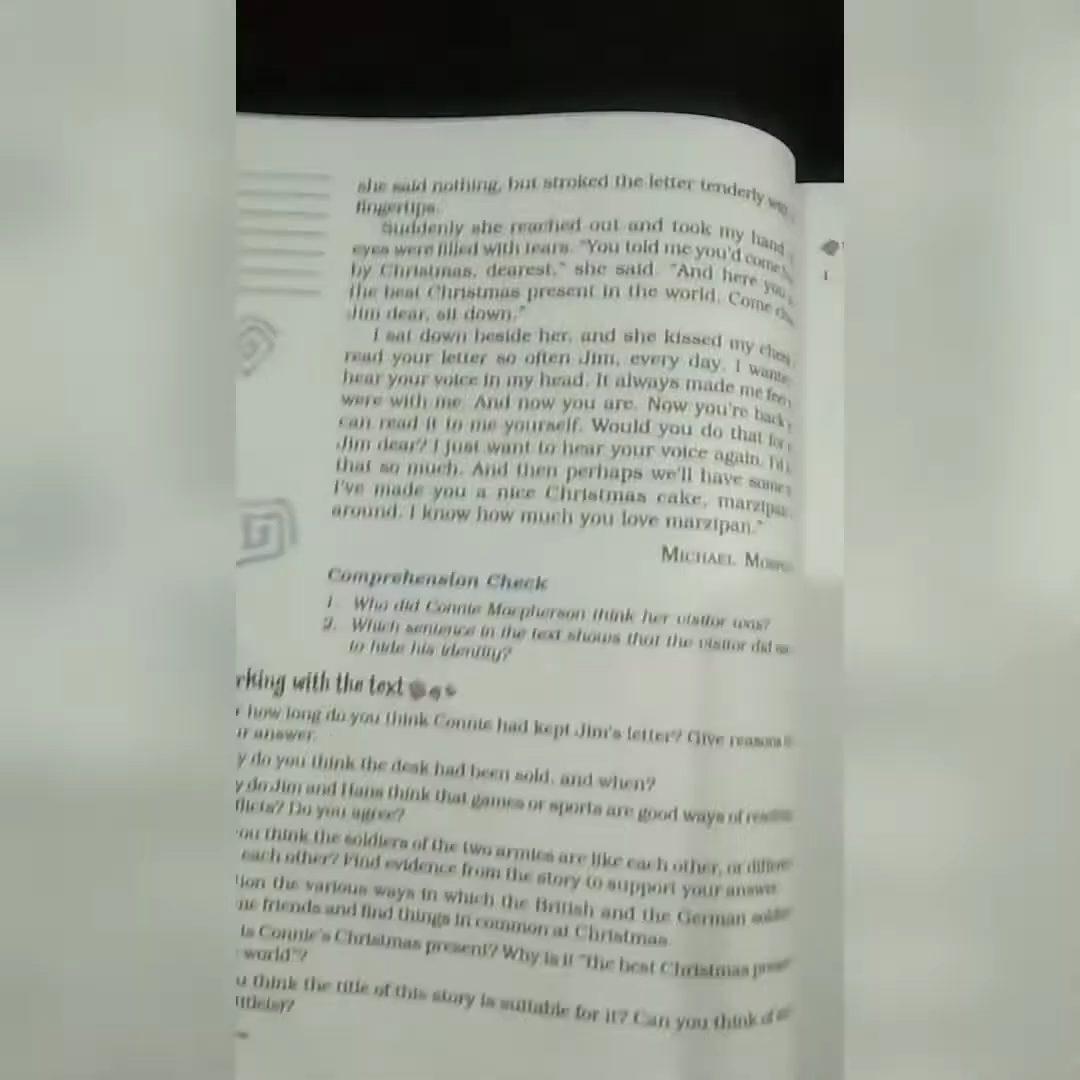 she said nothing, but stroked the letter tenderly
fingertips.
Suddenly she reached out and took my hand
eyes were filled with tears. "You told me you'd come
by Christmas, dearest," she said. "And here you
the best Christmas present in the world. Come
Jim dear, sit down."
I sat down beside her, and she kissed my
read your letter so often Jim, every day. I
hear your voice in my head. It always made me
were with me. And now you are. Now you're back
can read it to me yourself. Would you do that for
Jim dear? I just want to hear your voice again.
that so much. And then perhaps we'll have some
I've made you a nice Christmas cake, marzipan
around. I know how much you love marzipan."
MICHAEL
Comprehension Check
1. Who did Connie Macpherson think her visitor was?
2. Which sentence in the text shows that the visitor did
to hide his identity?
rking with the text
how long do you think Connie had kept Jim's letter? Give reasons
ir answer.
y do you think the desk had been sold, and when?
y do Jim and Hans think that games or sports are good ways of
flicts? Do you agree?
ou think the soldiers of the two armies are like each other, or
each other? Find evidence from the story to support your answer
tion the various ways in which the British and the German
me friends and find things in common at Christmas.
is Connie's Christmas present? Why is it "the best Christmas
world"?
u think the title of this story is suitable for it? Can you think of
title(s)?